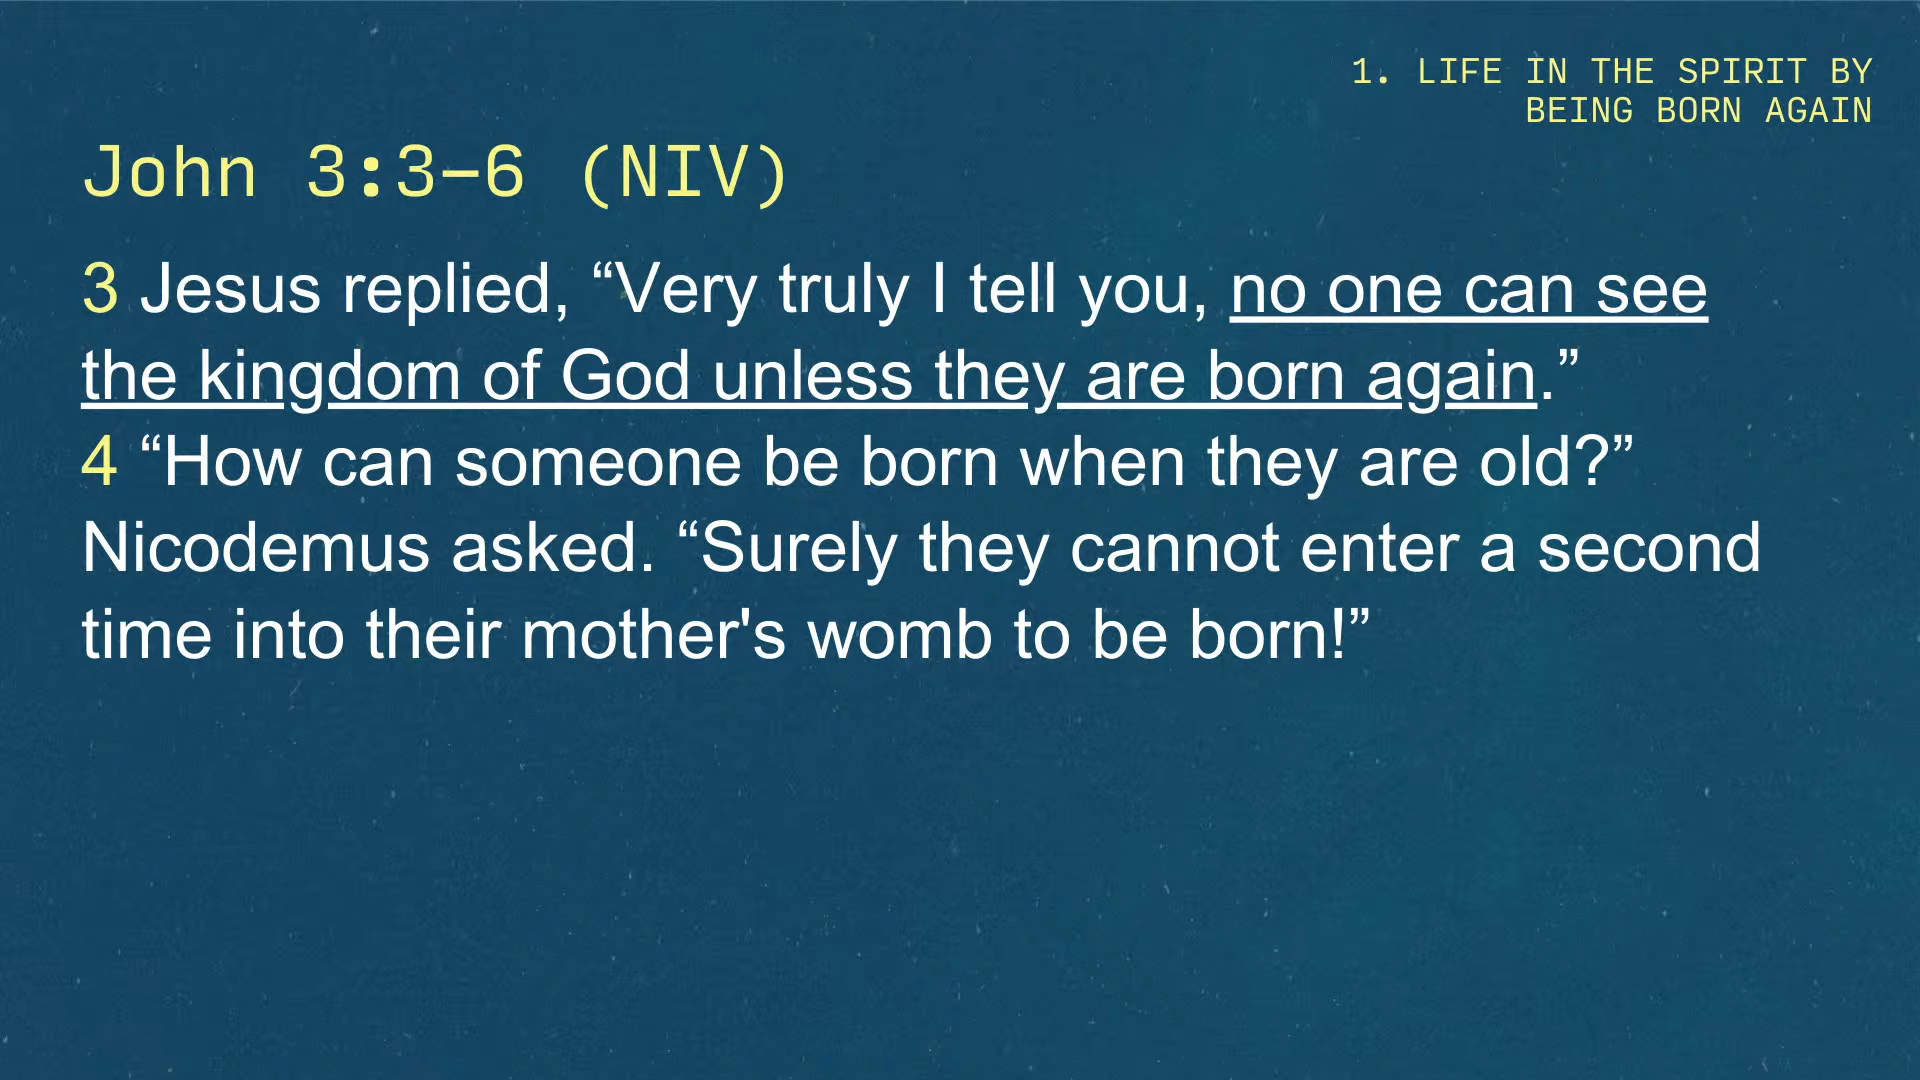 1. LIFE IN THE SPIRIT BY
BEING BORN AGAIN
John 3:3-6 (NIV)
3 Jesus replied, “Very truly I tell you, no one can see
the kingdom of God unless they are born again.”
4 “How can someone be born when they are old?”
Nicodemus asked. “Surely they cannot enter a second
time into their mother's womb to be born!”